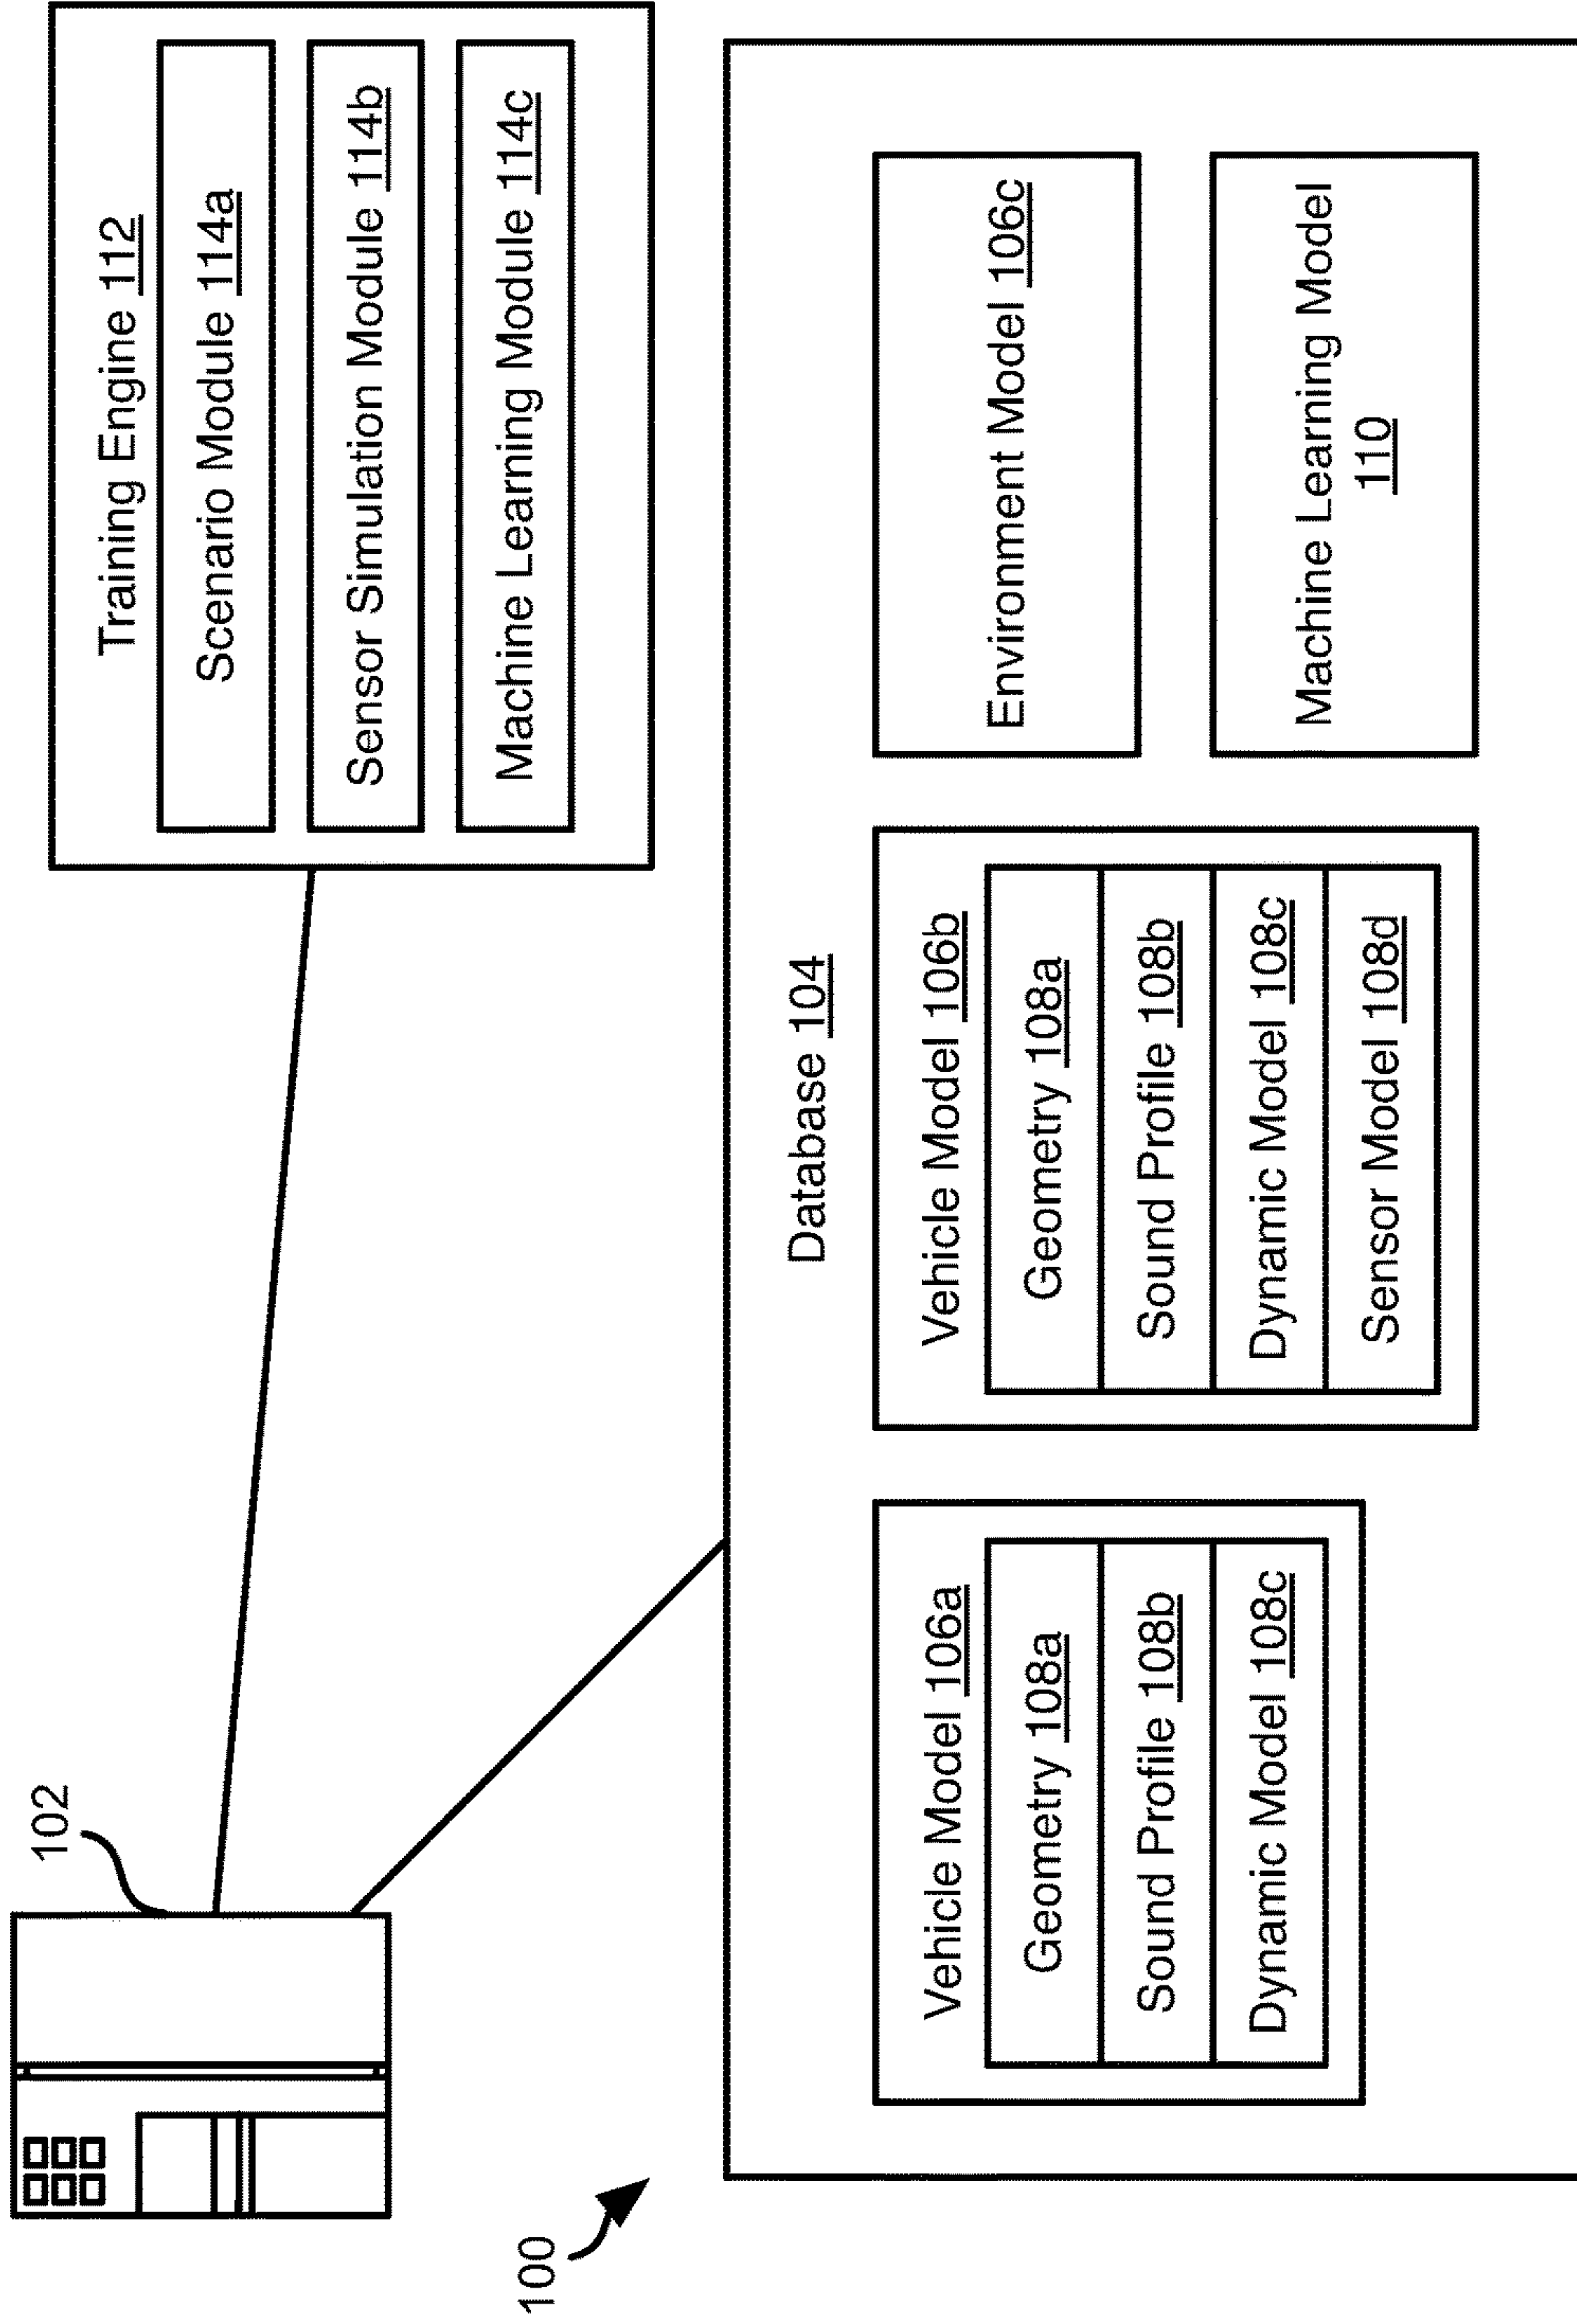 102
100
Training Engine 112
Scenario Module 114a
Sensor Simulation Module 114b
Machine Learning Module 114c
Database 104
Vehicle Model 106a
Geometry 108a
Sound Profile 108b
Dynamic Model 108c
Vehicle Model 106b
Geometry 108a
Sound Profile 108b
Dynamic Model 108c
Sensor Model 108d
Environment Model 106c
Machine Learning Model
110